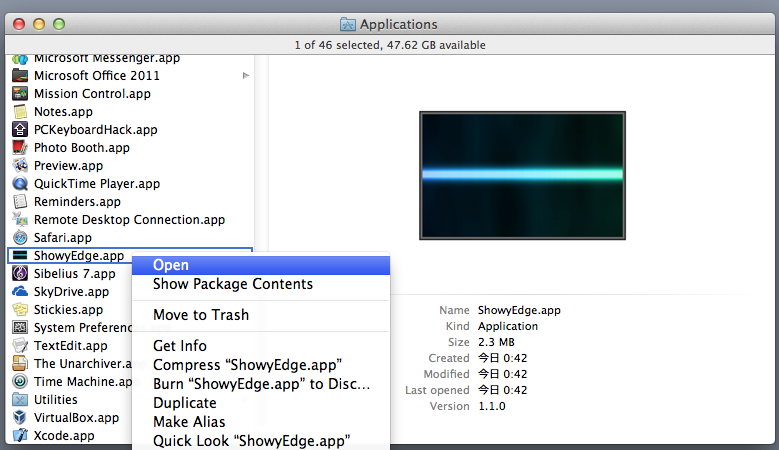 Applications
1 of 46 selected, 47.62 GB available
Microsoft Messenger.app
Microsoft Office 2011
Mission Control.app
Notes.app
PCKeyboardHack.app
Photo Booth.app
Preview.app
QuickTime Player.app
Reminders.app
Remote Desktop Connection.app
Safari.app
ShowyEdge.app
Sibelius 7.app
SkyDrive.app
Stickies.app
System Preferenc
TextEdit.app
The Unarchiver.app
Time Machine.app
Utilities
VirtualBox.app
Xcode.app
Open
Show Package Contents
Move to Trash
Get Info
Compress “ShowyEdge.app”
Burn “ShowyEdge.app” to Disc...
Duplicate
Make Alias
Quick Look “ShowyEdge.app”
Name ShowyEdge.app
Kind Application
Size 2.3 MB
Created 今日 0:42
Modified 今日 0:42
Last opened 今日 0:42
Version 1.1.0